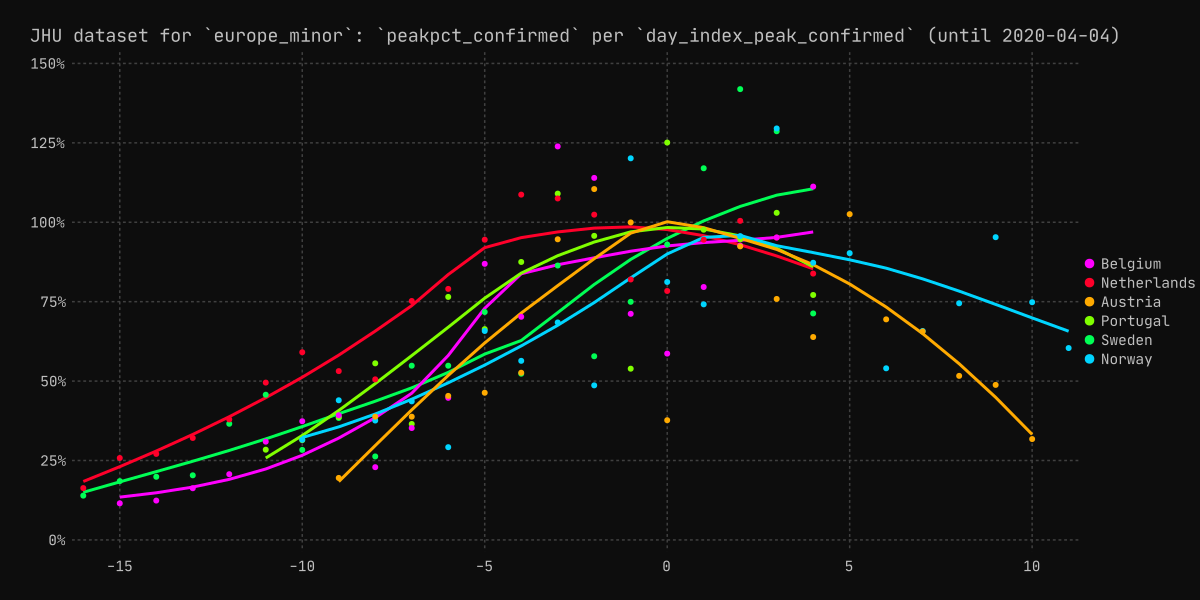 JHU dataset for `europe_minor`: `peakpct_confirmed` per `day_index_peak_confirmed` (until 2020-04-04)
150%
125%
100%
75%
50%
25%
0%
-15 -10 -5 0 5 10
Belgium
Netherlands
Austria
Portugal
Sweden
Norway